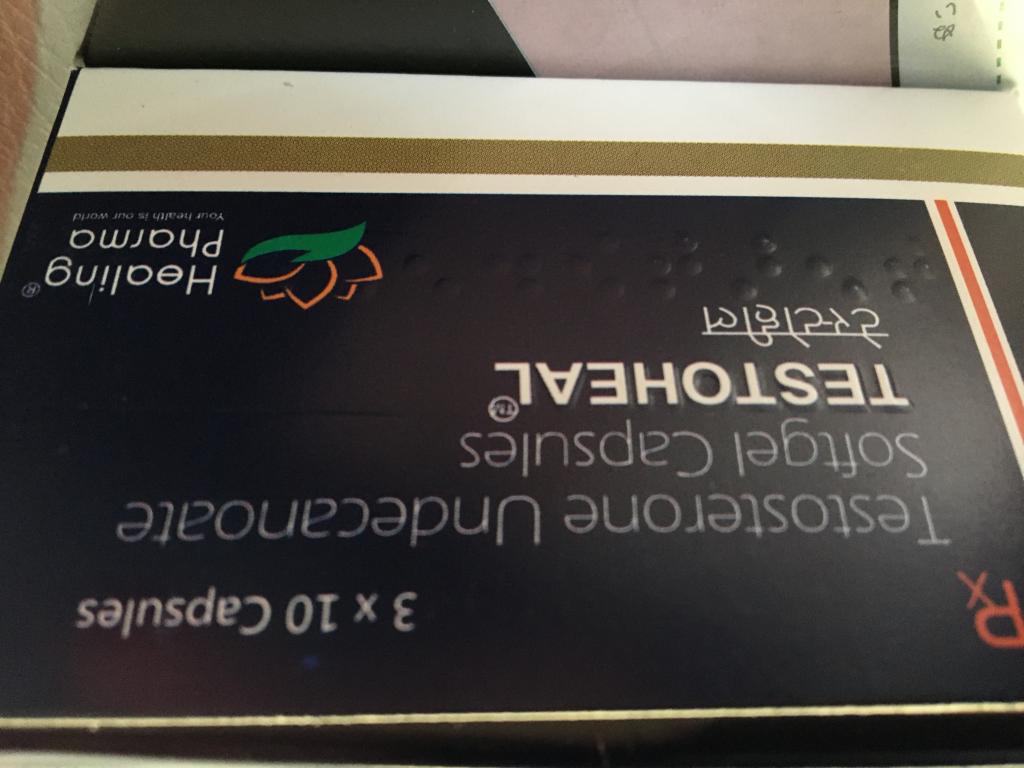 Rx
3 x 10 Capsules
Testosterone Undecanoate
Softgel Capsules
TESTOHEAL™
टेस्टोहील
Healing®
Pharma
Your health is our world